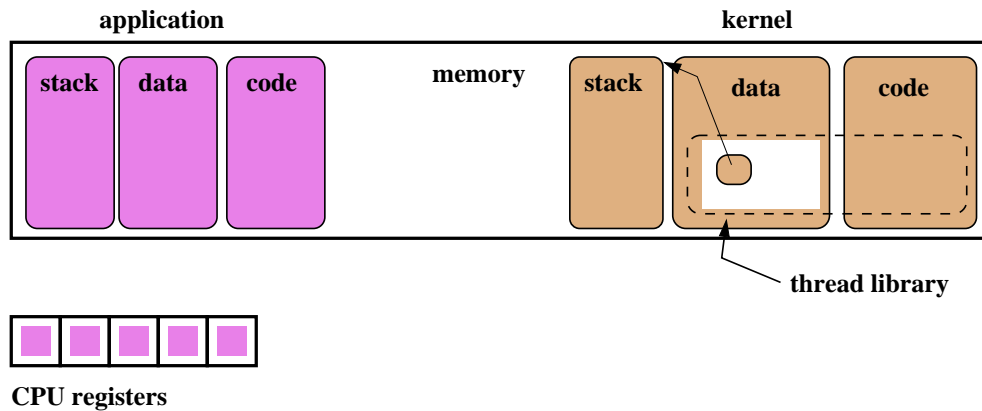 application
kernel
stack
data
code
memory
stack
data
code
thread library
CPU registers